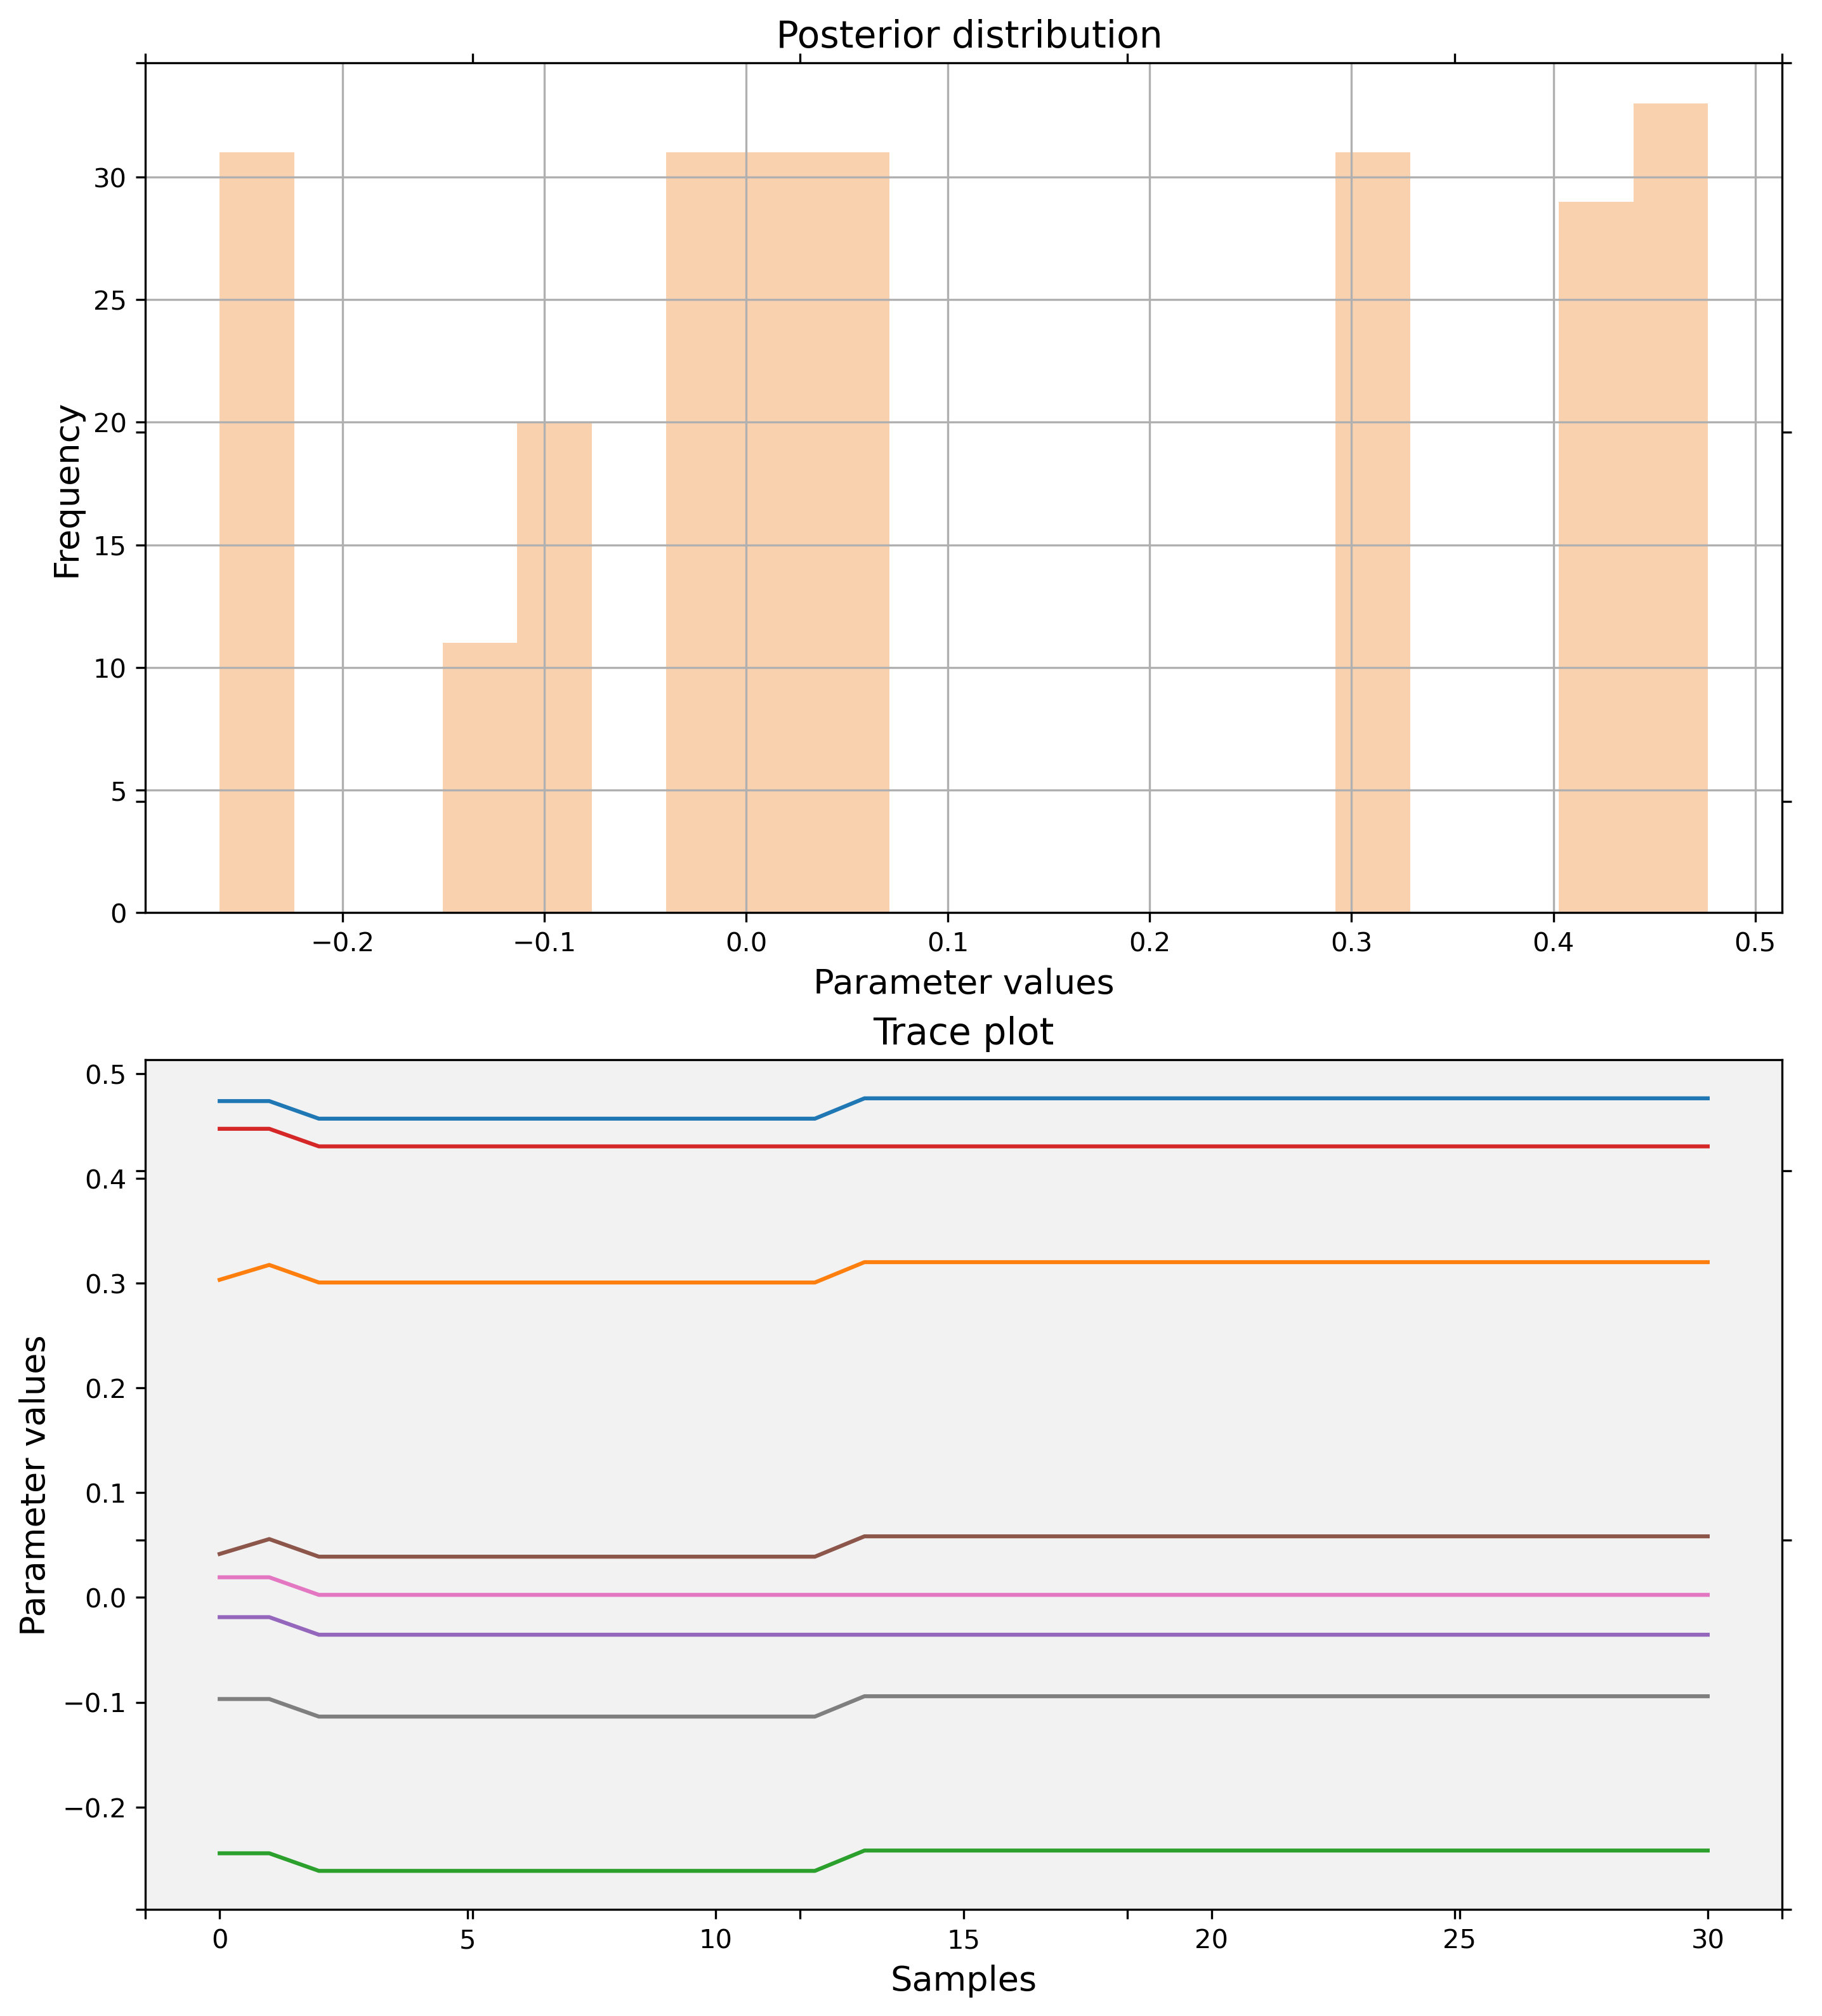 Posterior distribution
30
25
20
15
10
5
0
Frequency
−0.2 −0.1 0.0 0.1 0.2 0.3 0.4 0.5
Parameter values
Trace plot
0.5
0.4
0.3
0.2
0.1
0.0
−0.1
−0.2
Parameter values
0 5 10 15 20 25 30
Samples